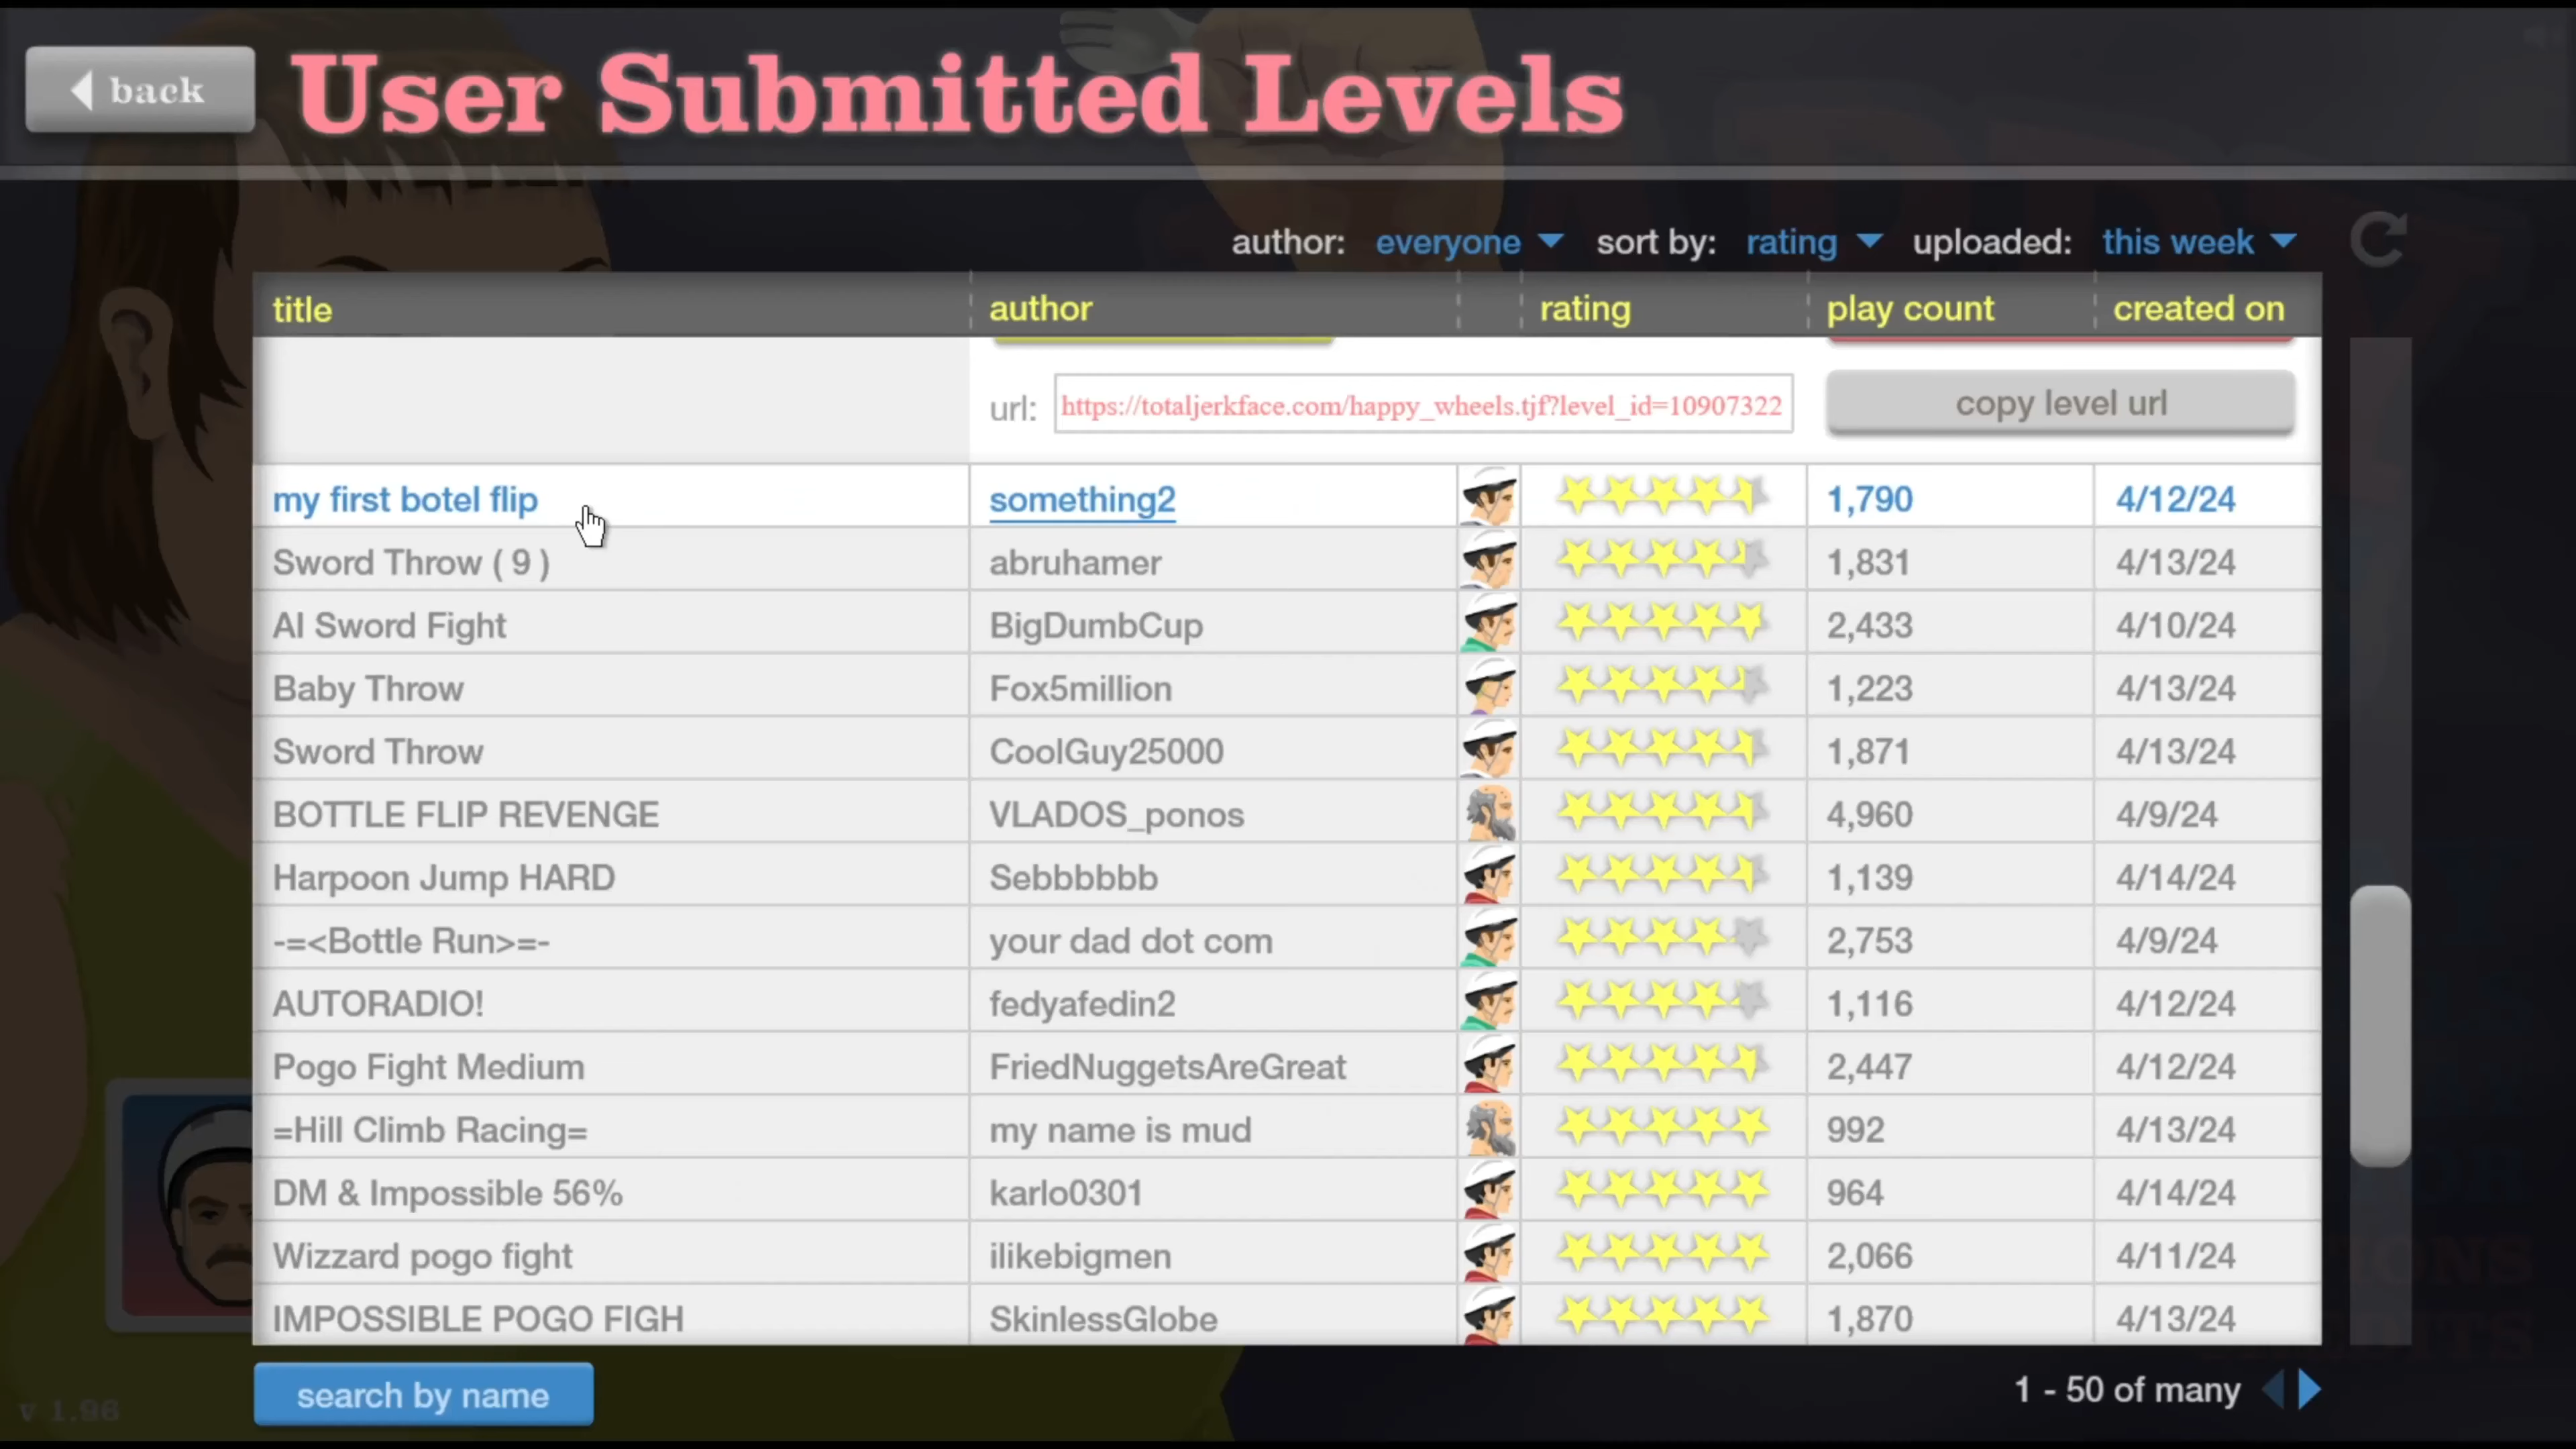 back
User Submitted Levels
author: everyone sort by: rating uploaded: this week
title author rating play count created on
url: https://totaljerkface.com/happy_wheels.tjf?level_id=10907322 copy level url
my first botel flip something2 1,790 4/12/24
Sword Throw ( 9 ) abruhamer 1,831 4/13/24
AI Sword Fight BigDumbCup 2,433 4/10/24
Baby Throw Fox5million 1,223 4/13/24
Sword Throw CoolGuy25000 1,871 4/13/24
BOTTLE FLIP REVENGE VLADOS_ponos 4,960 4/9/24
Harpoon Jump HARD Sebbbbbb 1,139 4/14/24
-=<Bottle Run>=- your dad dot com 2,753 4/9/24
AUTORADIO! fedyafedin2 1,116 4/12/24
Pogo Fight Medium FriedNuggetsAreGreat 2,447 4/12/24
=Hill Climb Racing= my name is mud 992 4/13/24
DM & Impossible 56% karlo0301 964 4/14/24
Wizzard pogo fight ilikebigmen 2,066 4/11/24
IMPOSSIBLE POGO FIGH SkinlessGlobe 1,870 4/13/24
search by name 1 - 50 of many
v 1.96